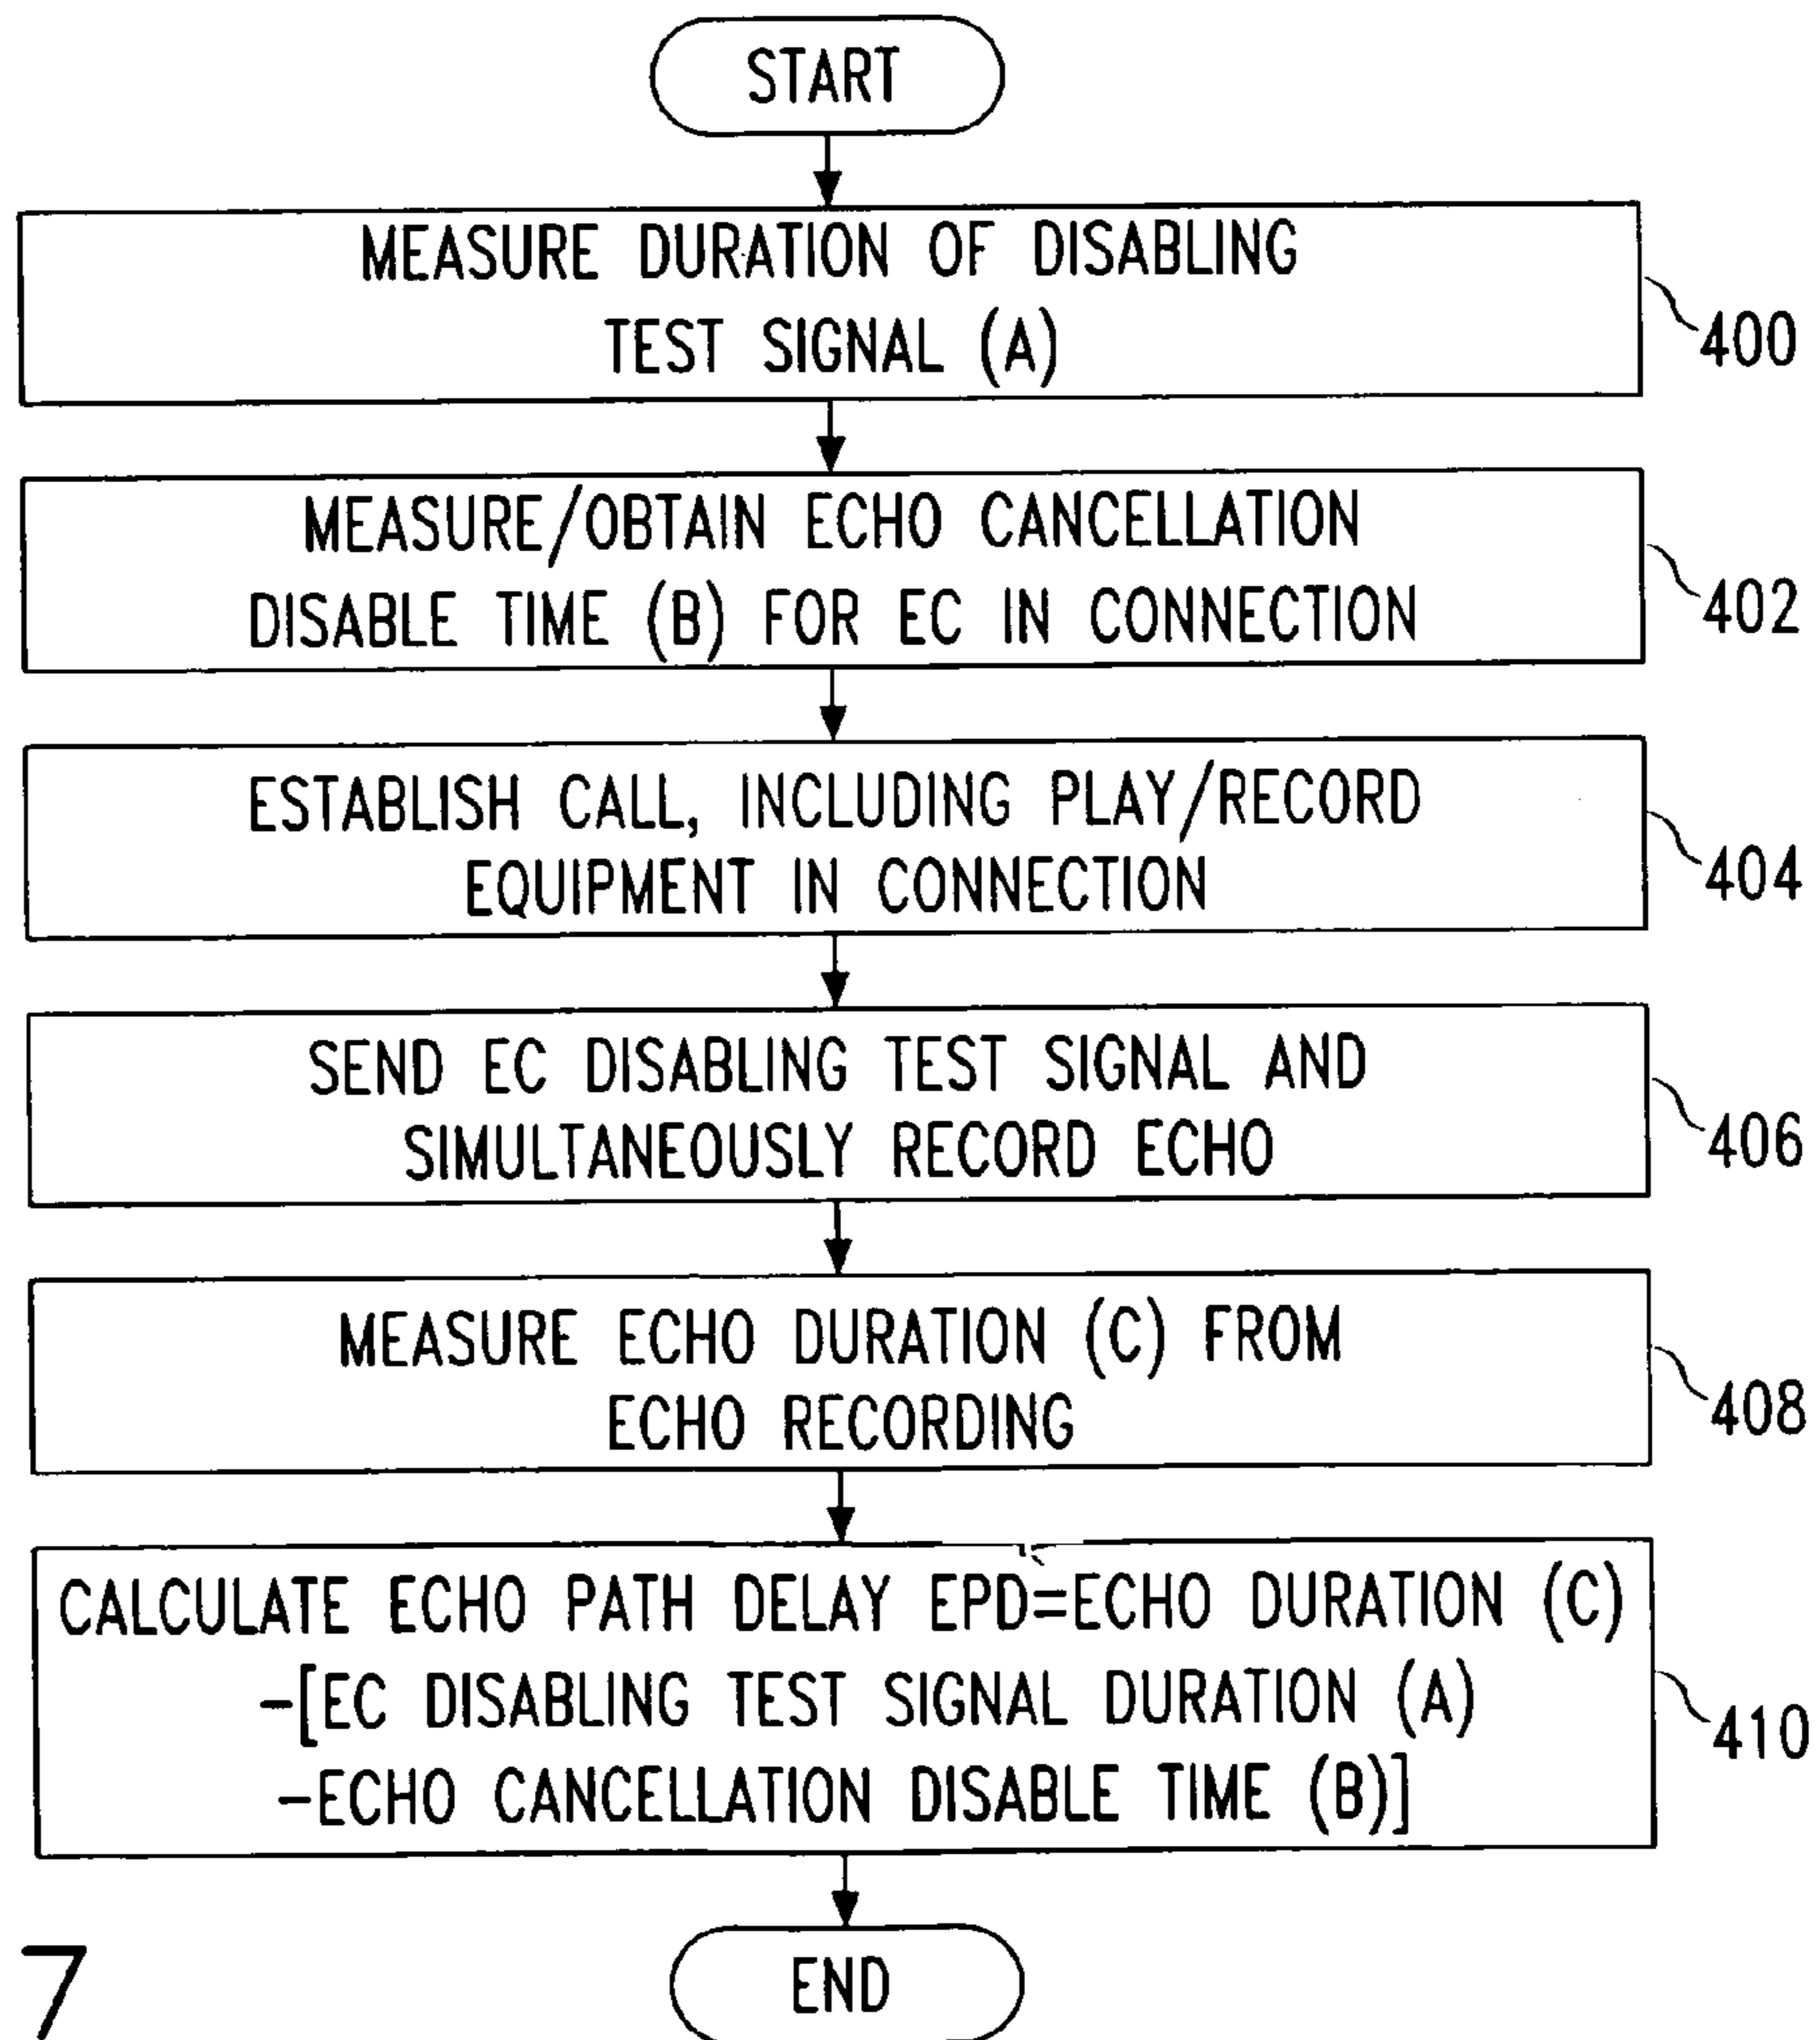 START
MEASURE DURATION OF DISABLING
TEST SIGNAL (A)
400
MEASURE/OBTAIN ECHO CANCELLATION
DISABLE TIME (B) FOR EC IN CONNECTION
402
ESTABLISH CALL, INCLUDING PLAY/RECORD
EQUIPMENT IN CONNECTION
404
SEND EC DISABLING TEST SIGNAL AND
SIMULTANEOUSLY RECORD ECHO
406
MEASURE ECHO DURATION (C) FROM
ECHO RECORDING
408
CALCULATE ECHO PATH DELAY EPD=ECHO DURATION (C)
-[EC DISABLING TEST SIGNAL DURATION (A)
-ECHO CANCELLATION DISABLE TIME (B)]
410
END
7